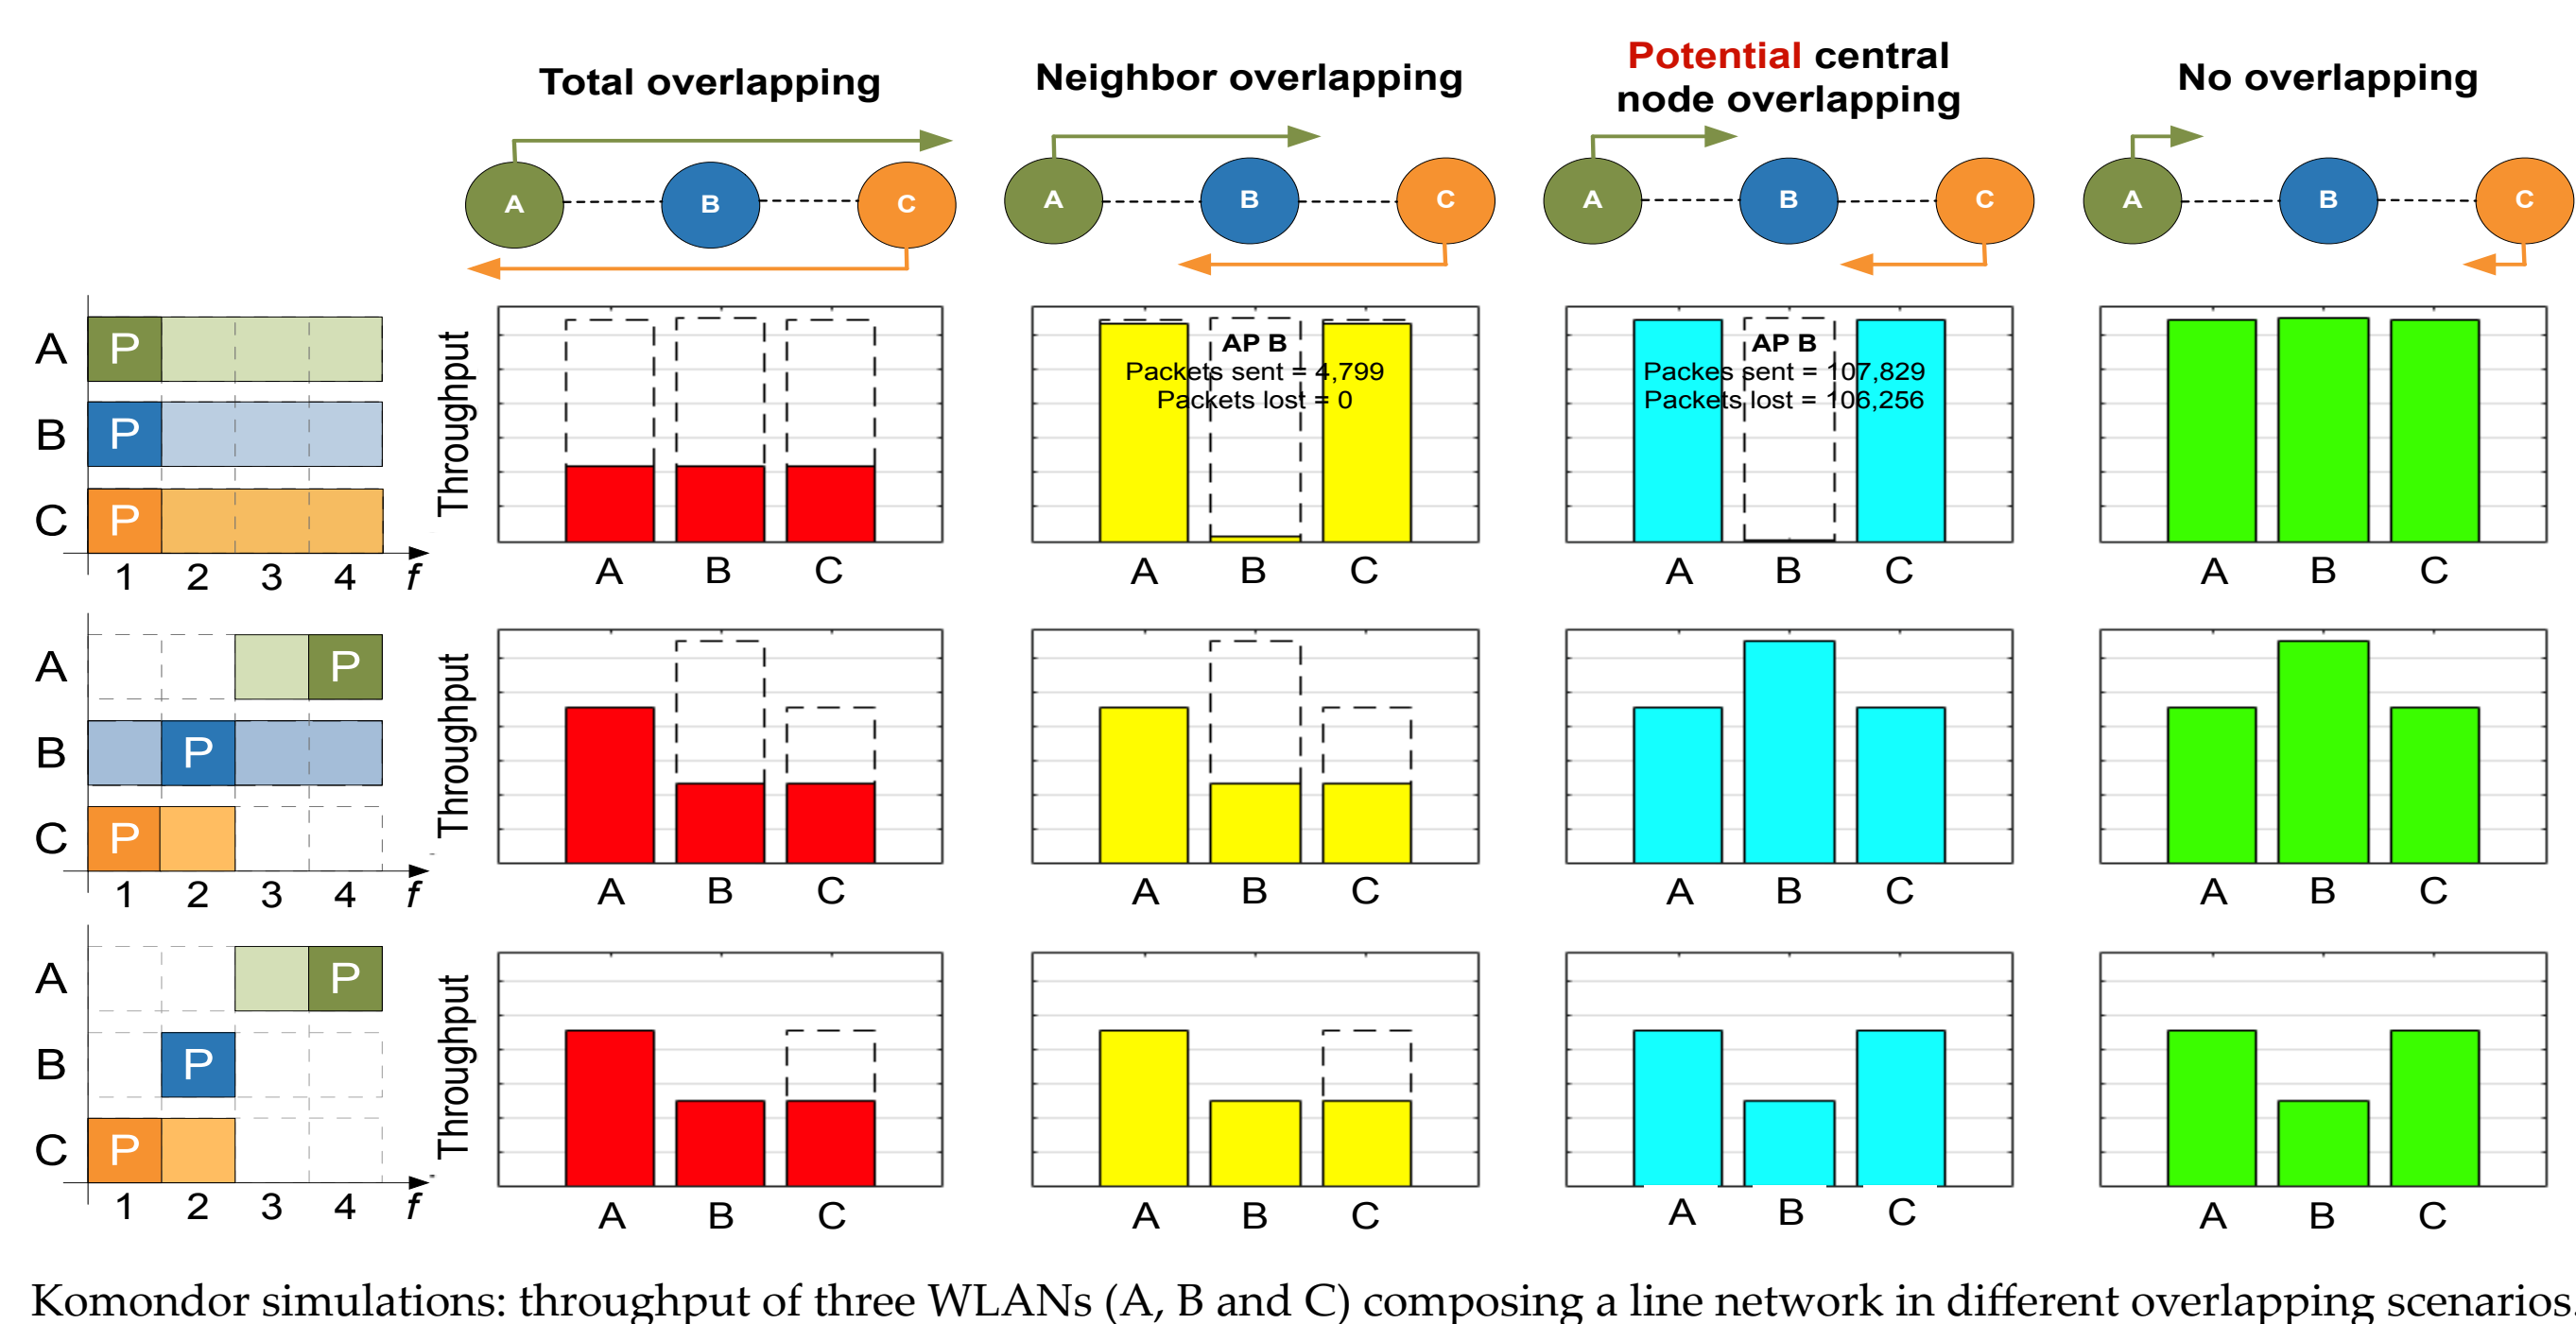 Total overlapping
Neighbor overlapping
Potential central
node overlapping
No overlapping
A B C
A B C
A B C
A B C
A P
B P
C P
1 2 3 4 f
Throughput
A B C
AP B
Packets sent = 4,799
Packets lost = 0
A B C
AP B
Packes sent = 107,829
Packets lost = 106,256
A B C
A B C
A P
B P
C P
1 2 3 4 f
Throughput
A B C
A B C
A B C
A B C
A P
B P
C P
1 2 3 4 f
Throughput
A B C
A B C
A B C
A B C
Komondor simulations: throughput of three WLANs (A, B and C) composing a line network in different overlapping scenarios.